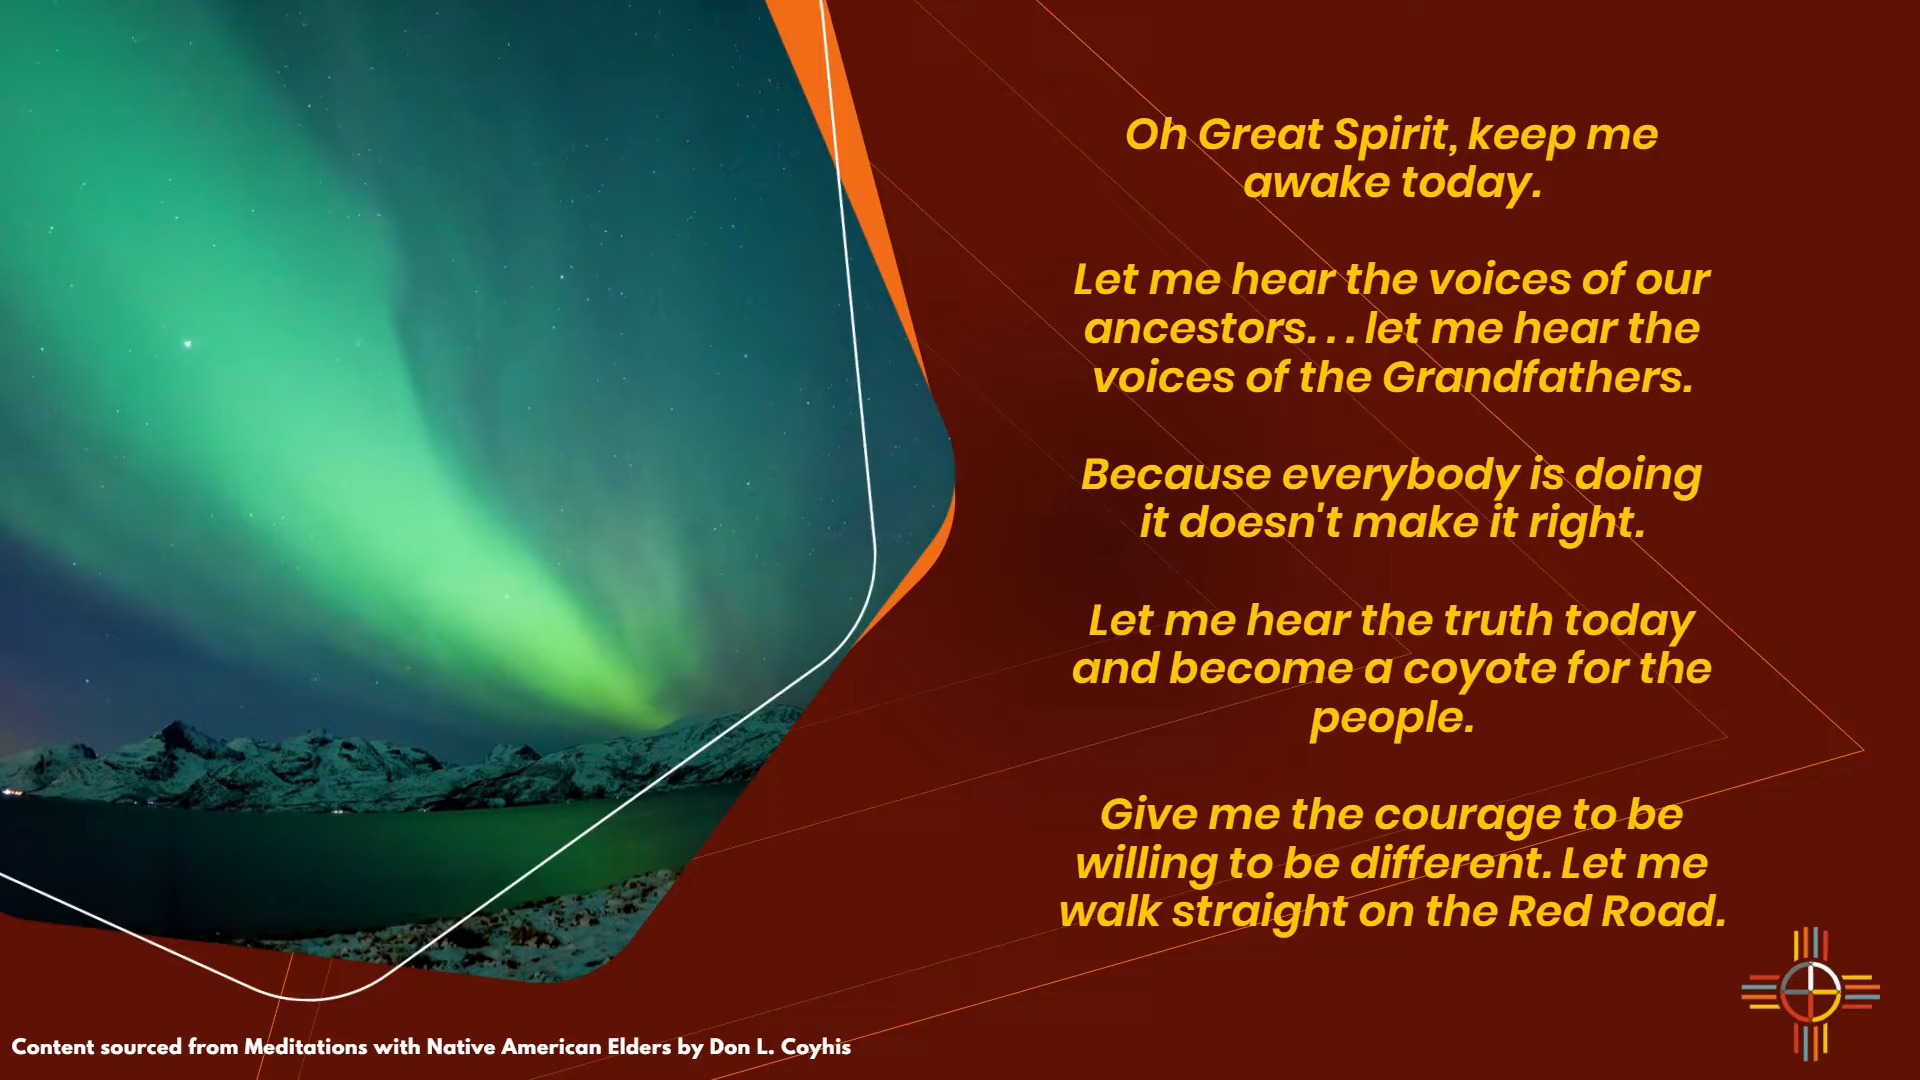 Oh Great Spirit, keep me
awake today.
Let me hear the voices of our
ancestors. . . let me hear the
voices of the Grandfathers.
Because everybody is doing
it doesn't make it right.
Let me hear the truth today
and become a coyote for the
people.
Give me the courage to be
willing to be different. Let me
walk straight on the Red Road.
Content sourced from Meditations with Native American Elders by Don L. Coyhis